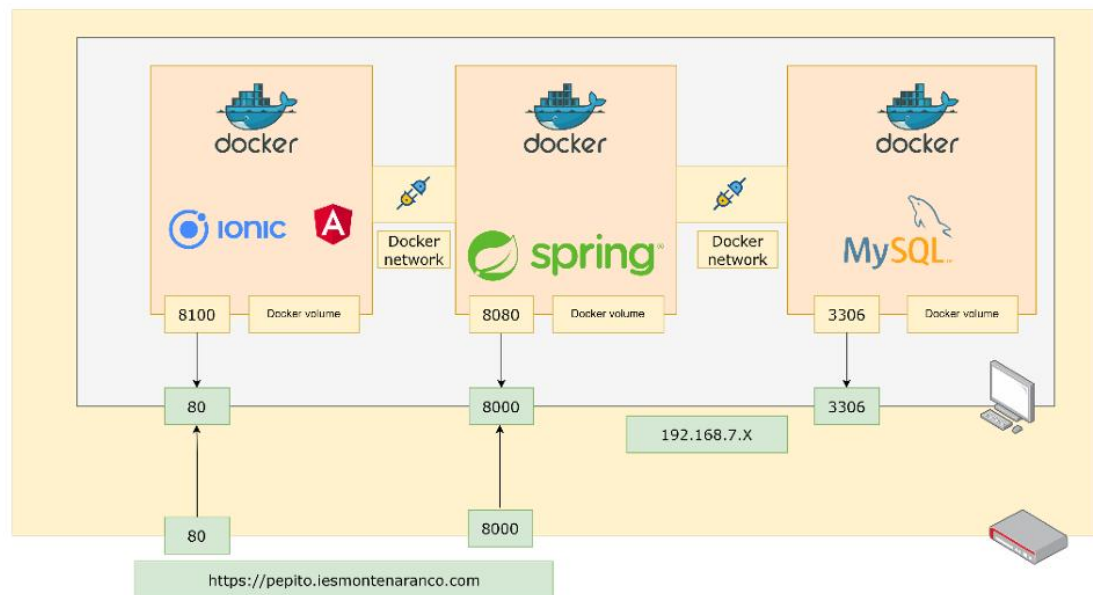 docker
docker
docker
IONIC
A
Docker
network
spring
Docker
network
MySQL
8100
Docker volume
8080
Docker volume
3306
Docker volume
80
8000
3306
192.168.7.X
80
8000
https://pepito.iesmontenaranco.com